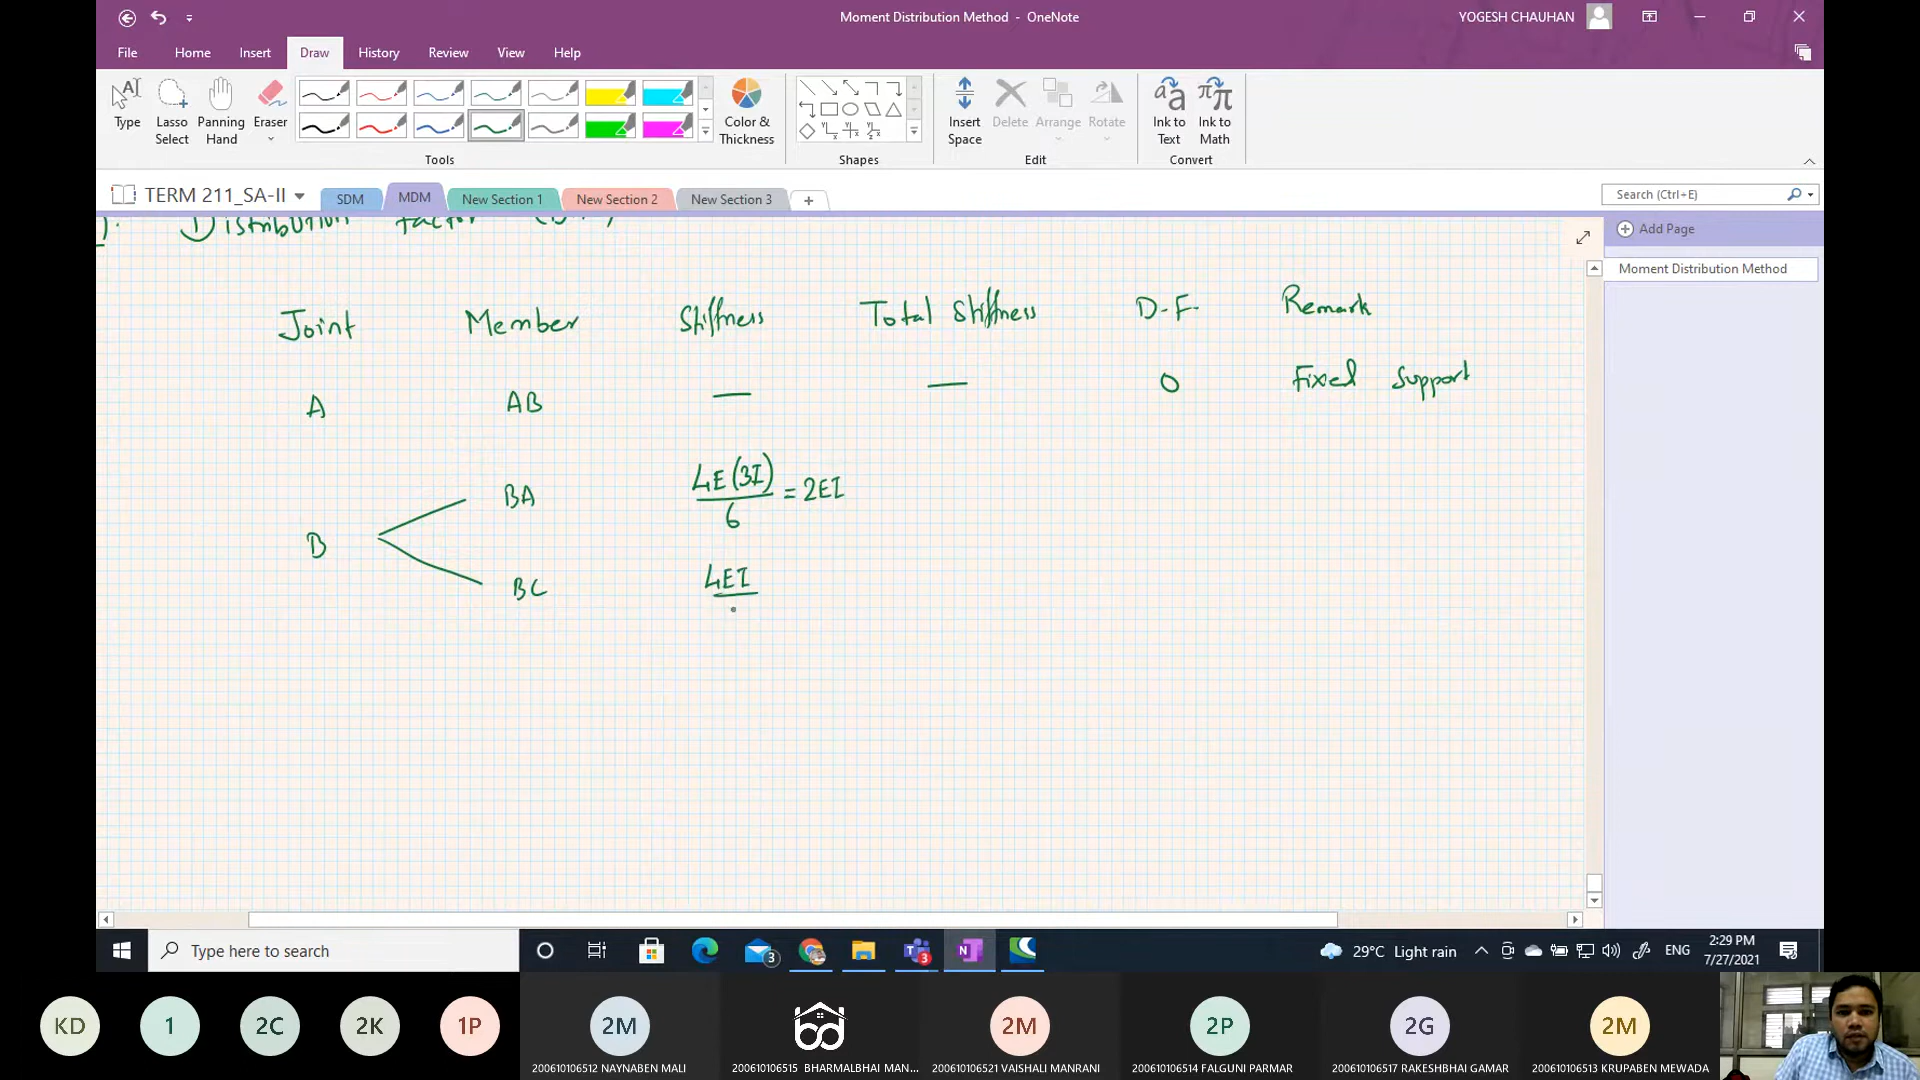 Moment Distribution Method - OneNote
YOGESH CHAUHAN
File Home Insert Draw History Review View Help
Type
Lasso Select
Panning Hand
Eraser
Color & Thickness
Insert Space
Delete
Arrange
Rotate
Ink to Text
Ink to Math
Tools
Shapes
Edit
Convert
TERM 211_SA-II
SDM
MDM
New Section 1
New Section 2
New Section 3
Search (Ctrl+E)
Add Page
Moment Distribution Method
Distribution factor
Joint Member Stiffness Total Stiffness D.F. Remark
A AB — — 0 Fixed Support
B
BA 4E(3I)/6 = 2EI
BC 4EI
Type here to search
3
3
29°C Light rain
ENG
2:29 PM
7/27/2021
KD
1
2C
2K
1P
2M
bd
2M
2P
2G
2M
200610106512 NAYNABEN MALI
200610106515 BHARMALBHAI MAN...
200610106521 VAISHALI MANRANI
200610106514 FALGUNI PARMAR
200610106517 RAKESHBHAI GAMAR
200610106513 KRUPABEN MEWADA